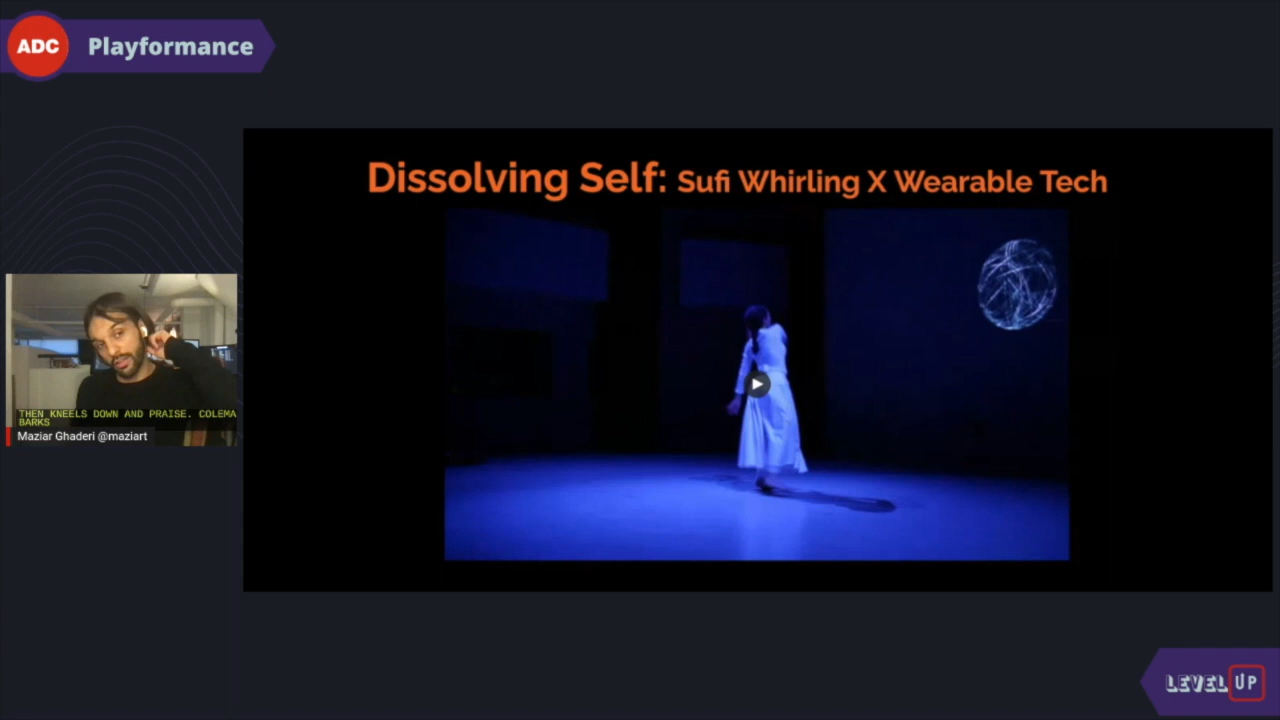 ADC
Playformance
Dissolving Self: Sufi Whirling X Wearable Tech
THEN KNEELS DOWN AND PRAISE. COLEMA
BARKS
Maziar Ghaderi @maziart
LEVEL UP